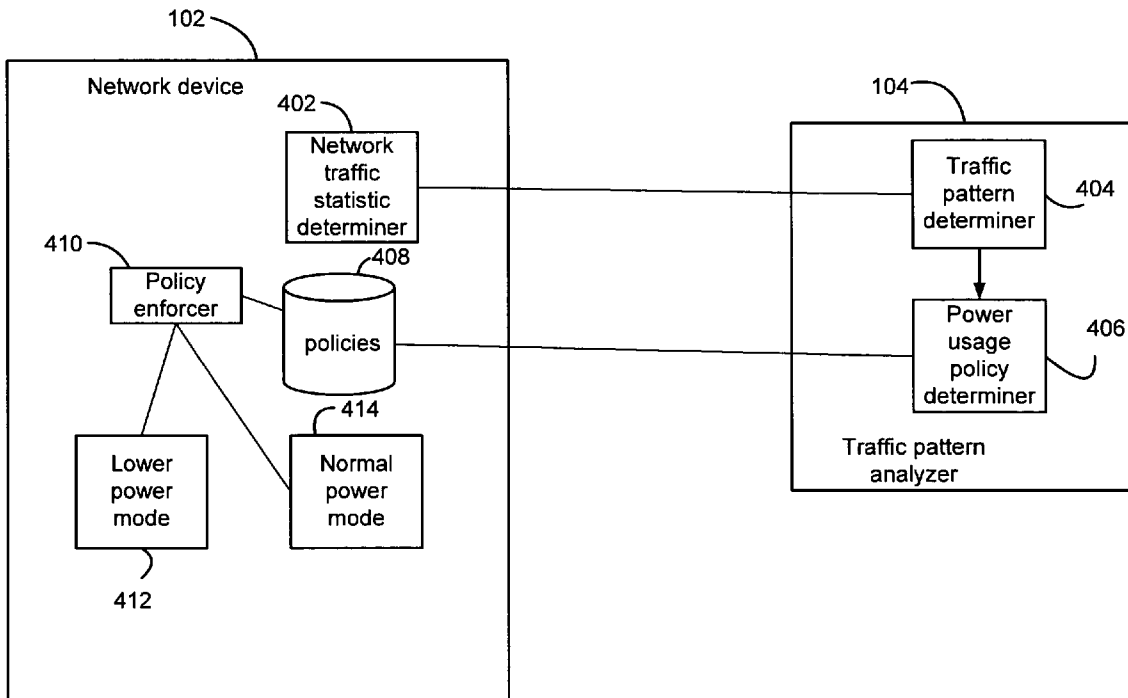 102
Network device
402
Network
traffic
statistic
determiner
104
Traffic
pattern
determiner
404
410
Policy
enforcer
408
policies
Power
usage
policy
determiner
406
414
Lower
power
mode
Normal
power
mode
412
Traffic pattern
analyzer